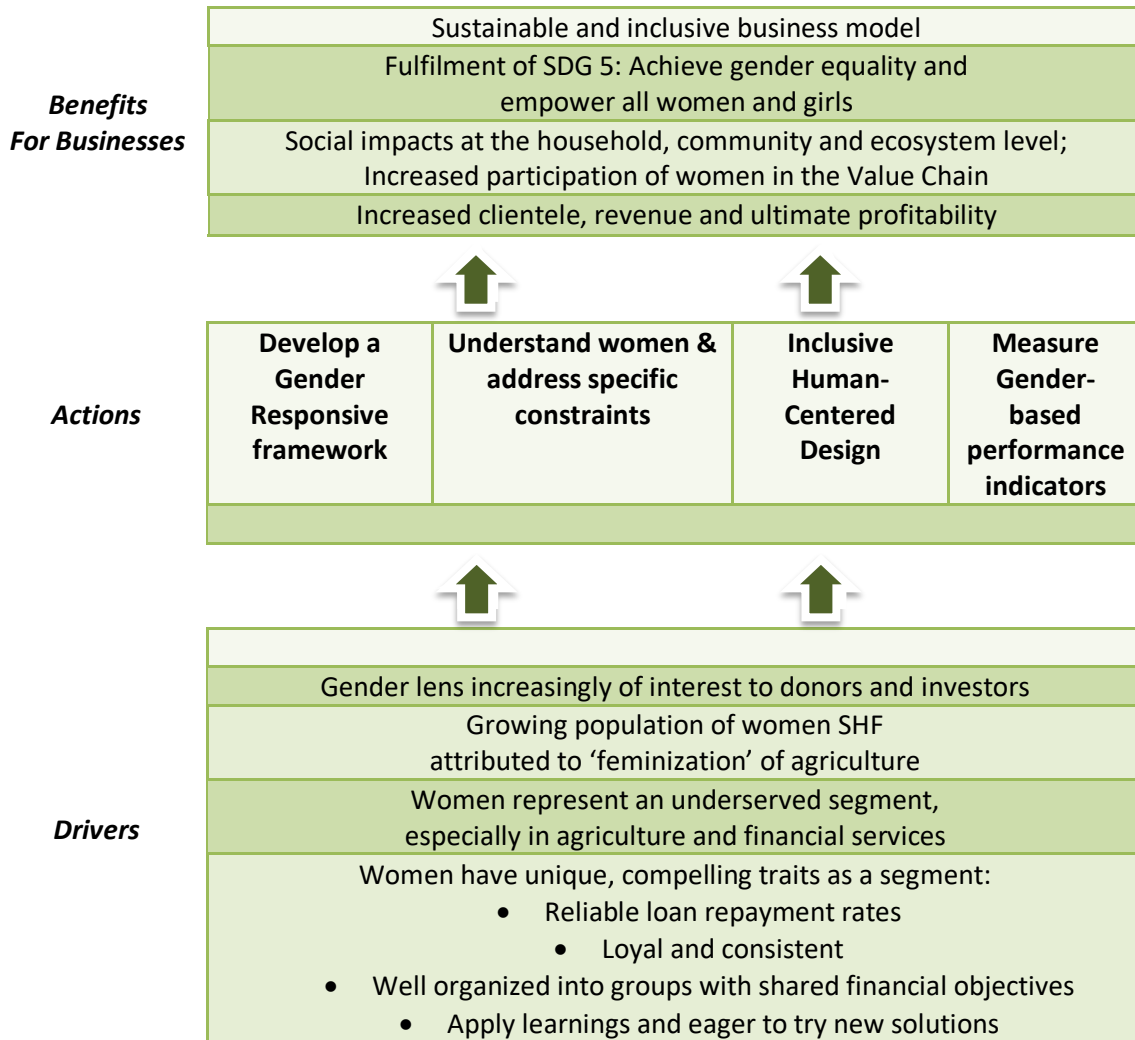 Sustainable and inclusive business model
Fulfilment of SDG 5: Achieve gender equality and
empower all women and girls
Benefits
For Businesses
Social impacts at the household, community and ecosystem level;
Increased participation of women in the Value Chain
Increased clientele, revenue and ultimate profitability
Actions
Develop a
Gender
Responsive
framework
Understand women &
address specific
constraints
Inclusive
Human-
Centered
Design
Measure
Gender-
based
performance
indicators
Drivers
Gender lens increasingly of interest to donors and investors
Growing population of women SHF
attributed to ‘feminization’ of agriculture
Women represent an underserved segment,
especially in agriculture and financial services
Women have unique, compelling traits as a segment:
• Reliable loan repayment rates
• Loyal and consistent
• Well organized into groups with shared financial objectives
• Apply learnings and eager to try new solutions